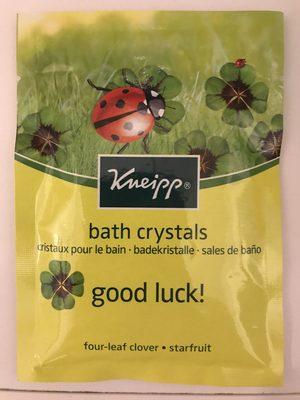 Kneipp®
bath crystals
cristaux pour le bain · badekristalle · sales de baño
good luck!
four-leaf clover • starfruit